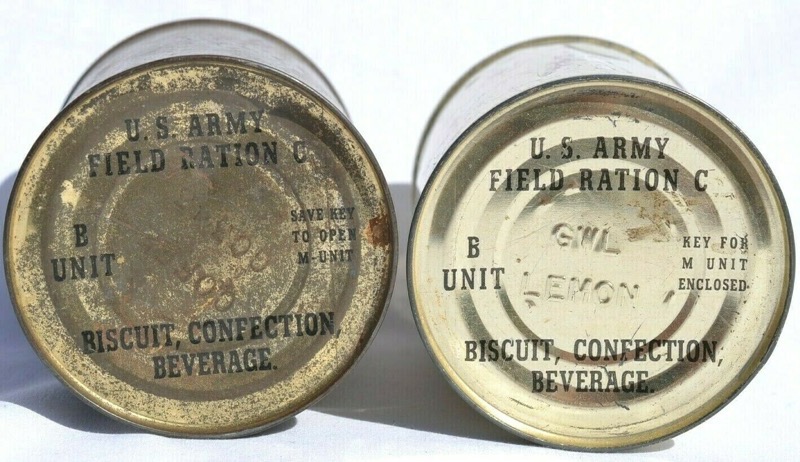 U. S. ARMY
FIELD RATION C
B
UNIT
SAVE KEY
TO OPEN
M-UNIT
BISCUIT, CONFECTION,
BEVERAGE.
U. S. ARMY
FIELD RATION C
GWL
LEMON
B
UNIT
KEY FOR
M UNIT
ENCLOSED
BISCUIT, CONFECTION,
BEVERAGE.